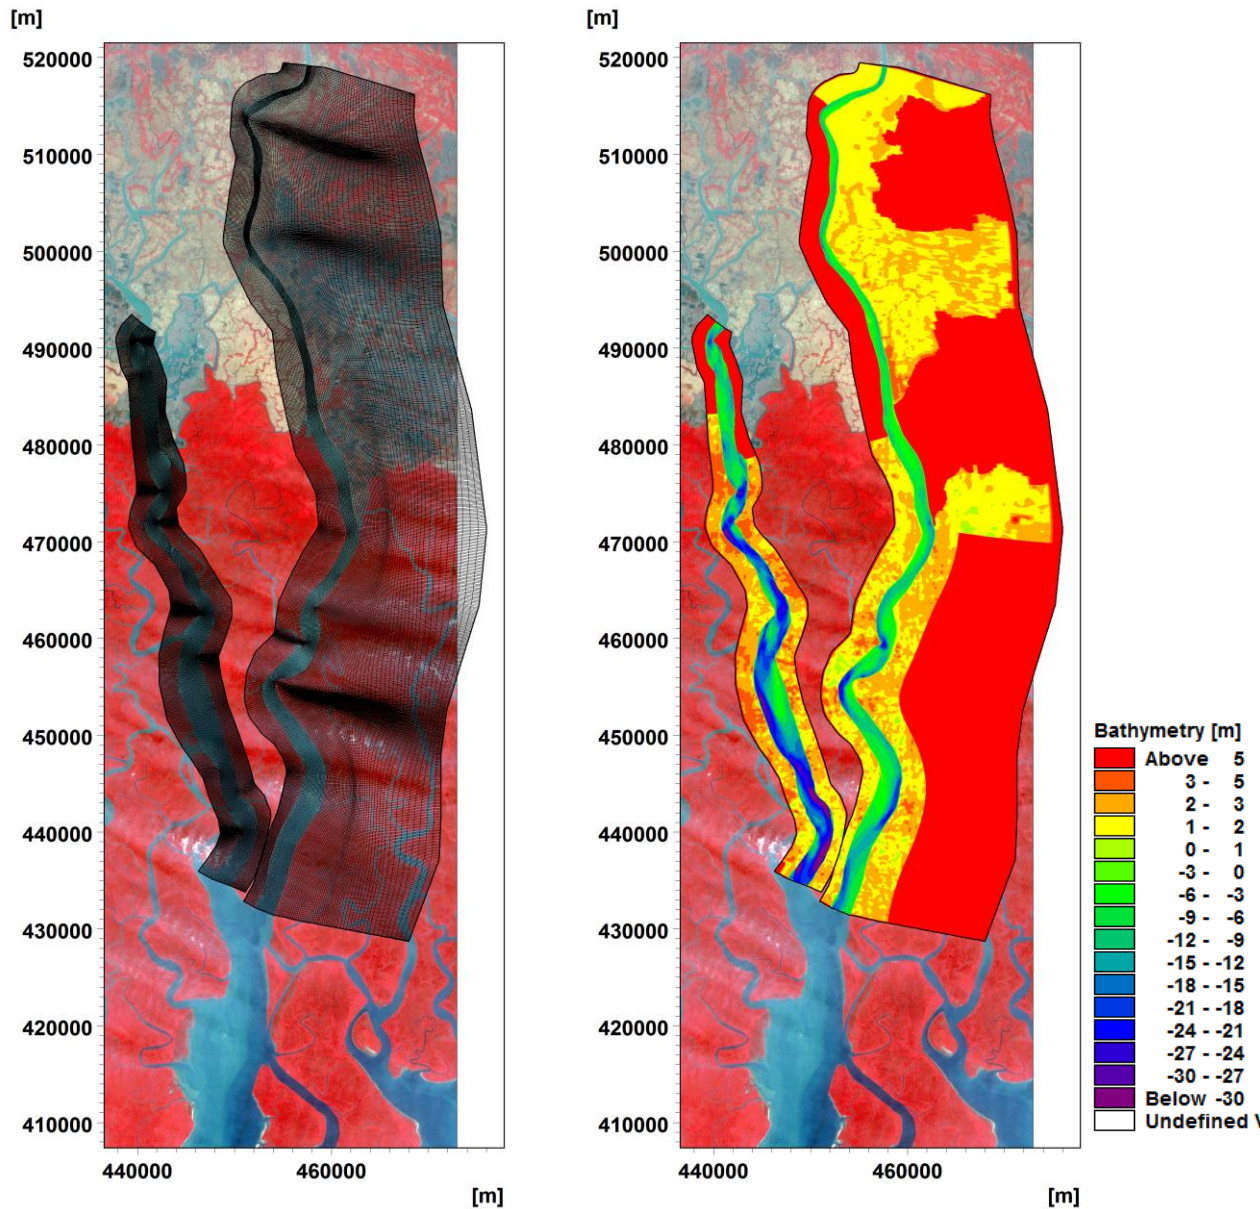 [m]
520000
510000
500000
490000
480000
470000
460000
450000
440000
430000
420000
410000
440000 460000
[m]
[m]
520000
510000
500000
490000
480000
470000
460000
450000
440000
430000
420000
410000
440000 460000
[m]
Bathymetry [m]
Above 5
3 - 5
2 - 3
1 - 2
0 - 1
-3 - 0
-6 - -3
-9 - -6
-12 - -9
-15 - -12
-18 - -15
-21 - -18
-24 - -21
-27 - -24
-30 - -27
Below -30
Undefined V